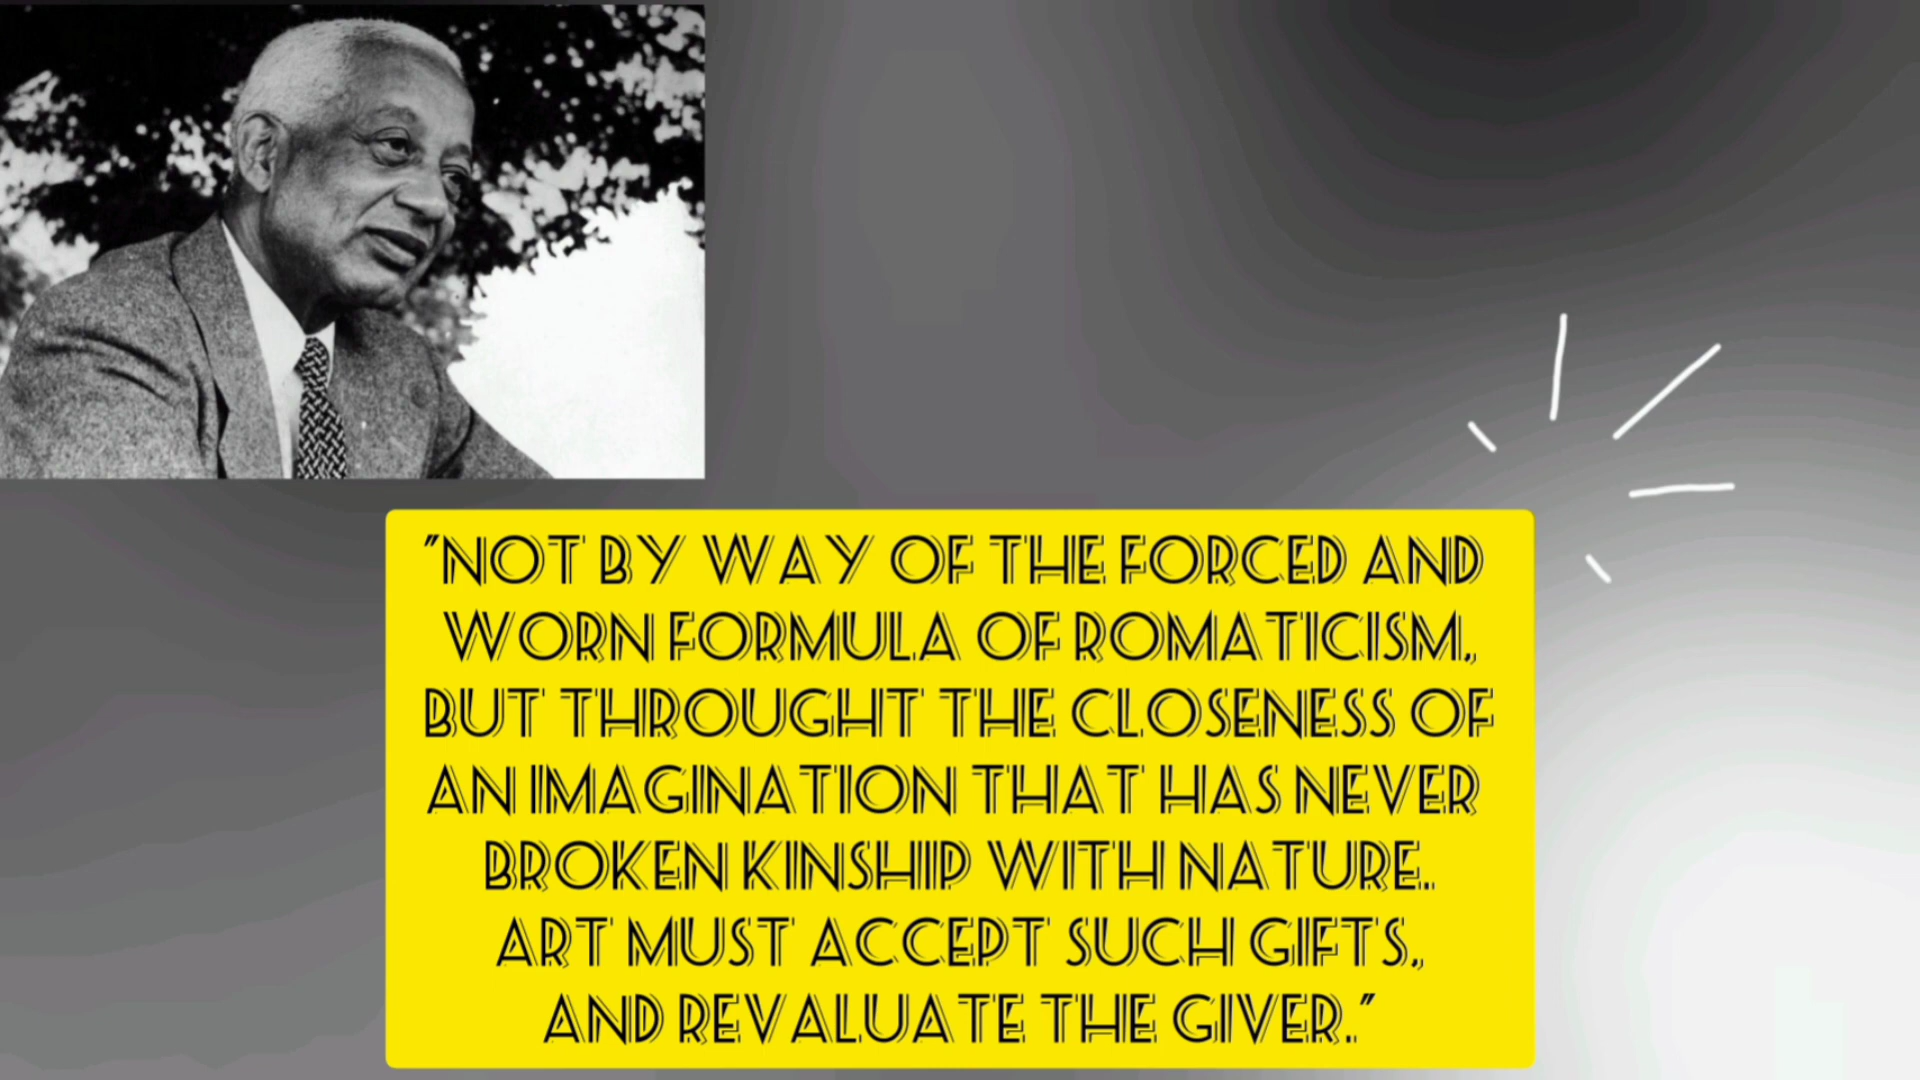 "NOT BY WAY OF THE FORCED AND
WORN FORMULA OF ROMATICISM,
BUT THROUGHT THE CLOSENESS OF
AN IMAGINATION THAT HAS NEVER
BROKEN KINSHIP WITH NATURE.
ART MUST ACCEPT SUCH GIFTS,
AND REVALUATE THE GIVER."